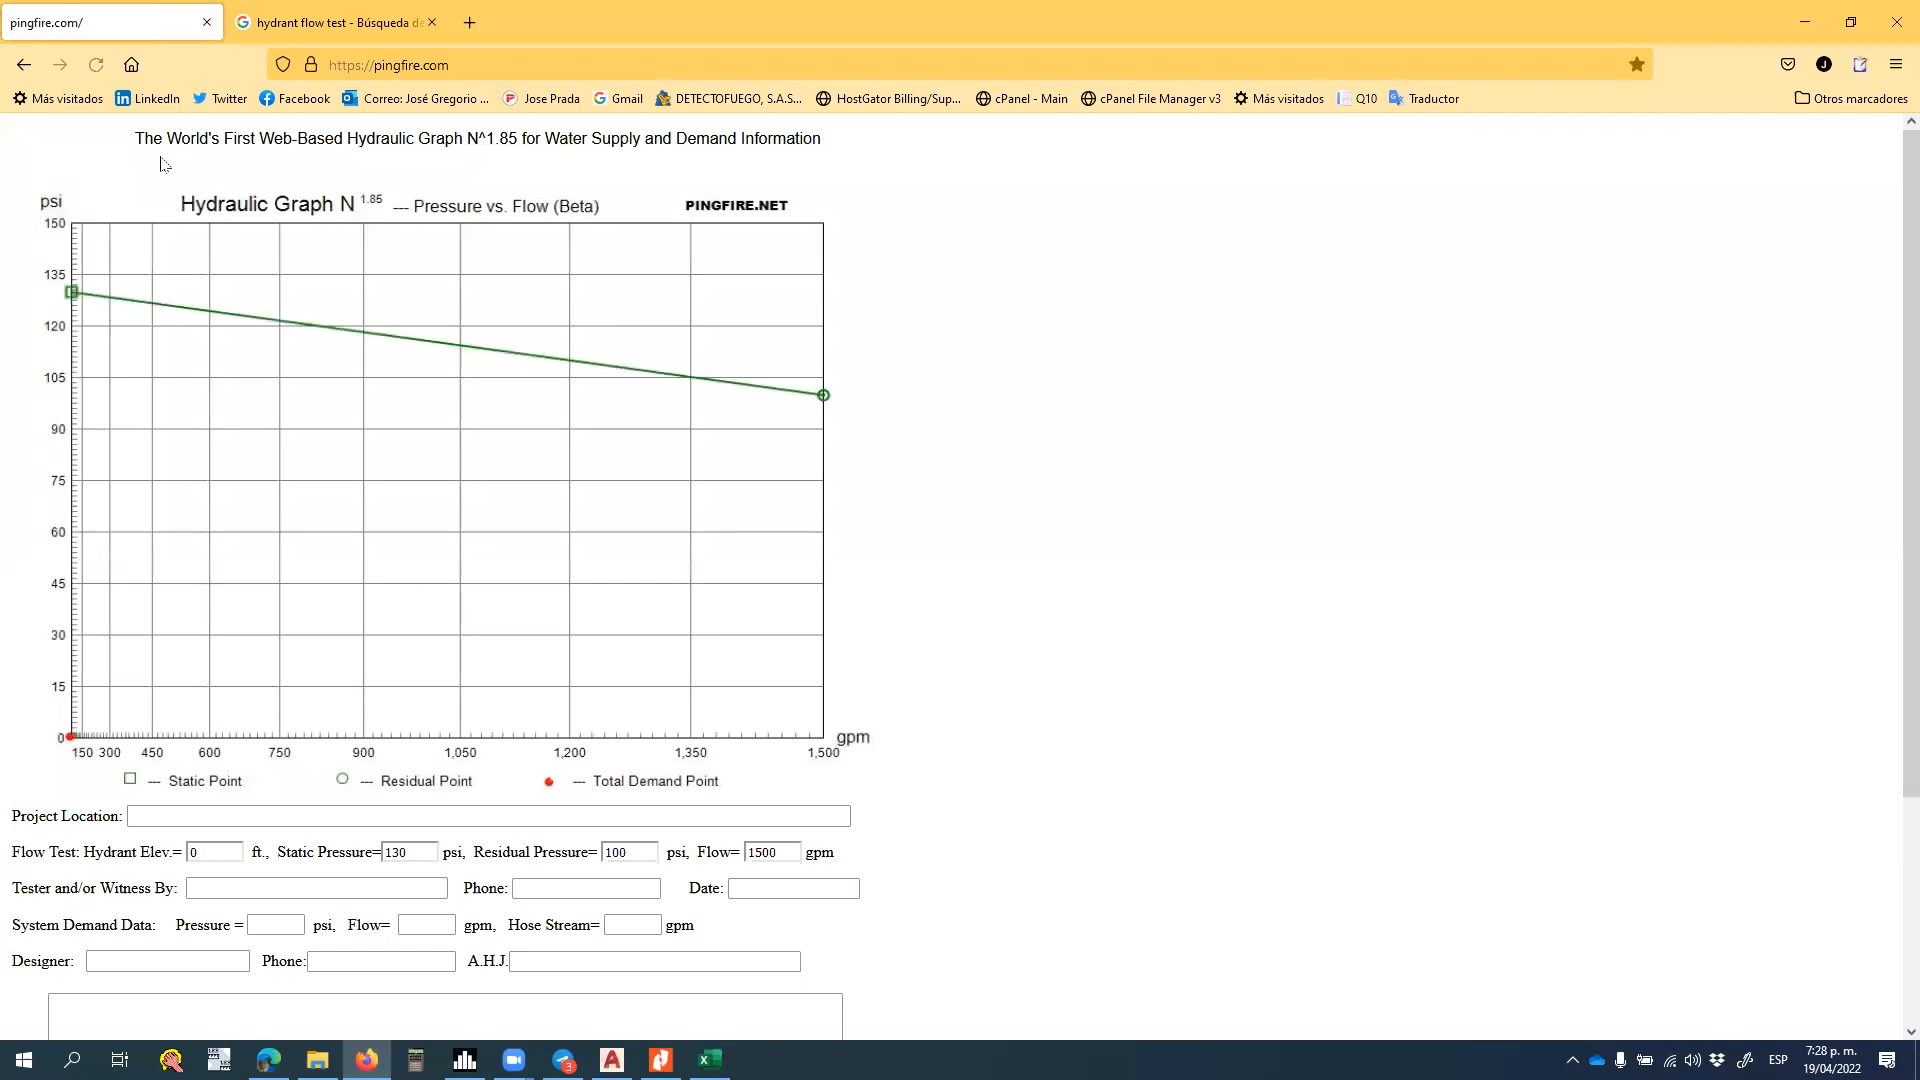 pingfire.com/
hydrant flow test - Búsqueda de
https://pingfire.com
Más visitados LinkedIn Twitter Facebook Correo: José Gregorio ... Jose Prada Gmail DETECTOFUEGO, S.A.S... HostGator Billing/Sup... cPanel - Main cPanel File Manager v3 Más visitados Q10 Traductor Otros marcadores
The World's First Web-Based Hydraulic Graph N^1.85 for Water Supply and Demand Information
psi Hydraulic Graph N 1.85 --- Pressure vs. Flow (Beta) PINGFIRE.NET
150
135
120
105
90
75
60
45
30
15
0 gpm
150 300 450 600 750 900 1,050 1,200 1,350 1,500
--- Static Point --- Residual Point --- Total Demand Point
Project Location:
Flow Test: Hydrant Elev.= 0 ft., Static Pressure= 130 psi, Residual Pressure= 100 psi, Flow= 1500 gpm
Tester and/or Witness By: Phone: Date:
System Demand Data: Pressure = psi, Flow= gpm, Hose Stream= gpm
Designer: Phone: A.H.J.
ESP
7:28 p. m.
19/04/2022